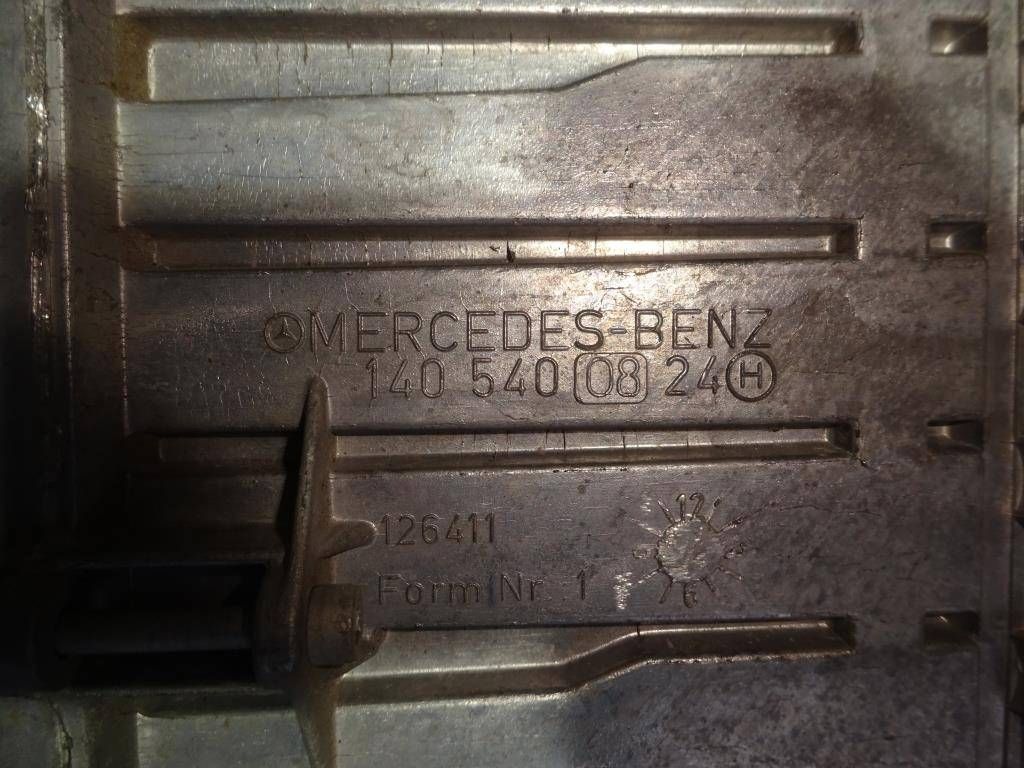 MERCEDES-BENZ
140 540 08 24 H
126411
Form Nr. 1
12
6